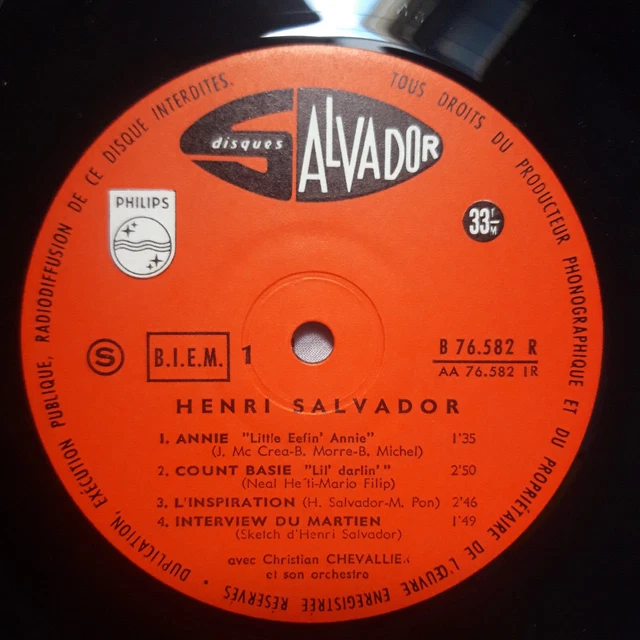 DUPLICATION, EXÉCUTION PUBLIQUE, RADIODIFFUSION DE CE DISQUE INTERDITES.
TOUS DROITS DU PRODUCTEUR PHONOGRAPHIQUE ET DU PROPRIÉTAIRE DE L'ŒUVRE ENREGISTRÉE RÉSERVÉS •
disques SALVADOR
PHILIPS
33 T/M
S B.I.E.M. 1
B 76.582 R
AA 76.582 1R
HENRI SALVADOR
1. ANNIE "Little Eefin' Annie" 1'35
(J. Mc Crea-B. Morre-B. Michel)
2. COUNT BASIE "Lil' darlin'" 2'50
(Neal Hefti-Mario Filip)
3. L'INSPIRATION (H. Salvador-M. Pon) 2'46
4. INTERVIEW DU MARTIEN 1'49
(Sketch d'Henri Salvador)
avec Christian CHEVALLIER
et son orchestre